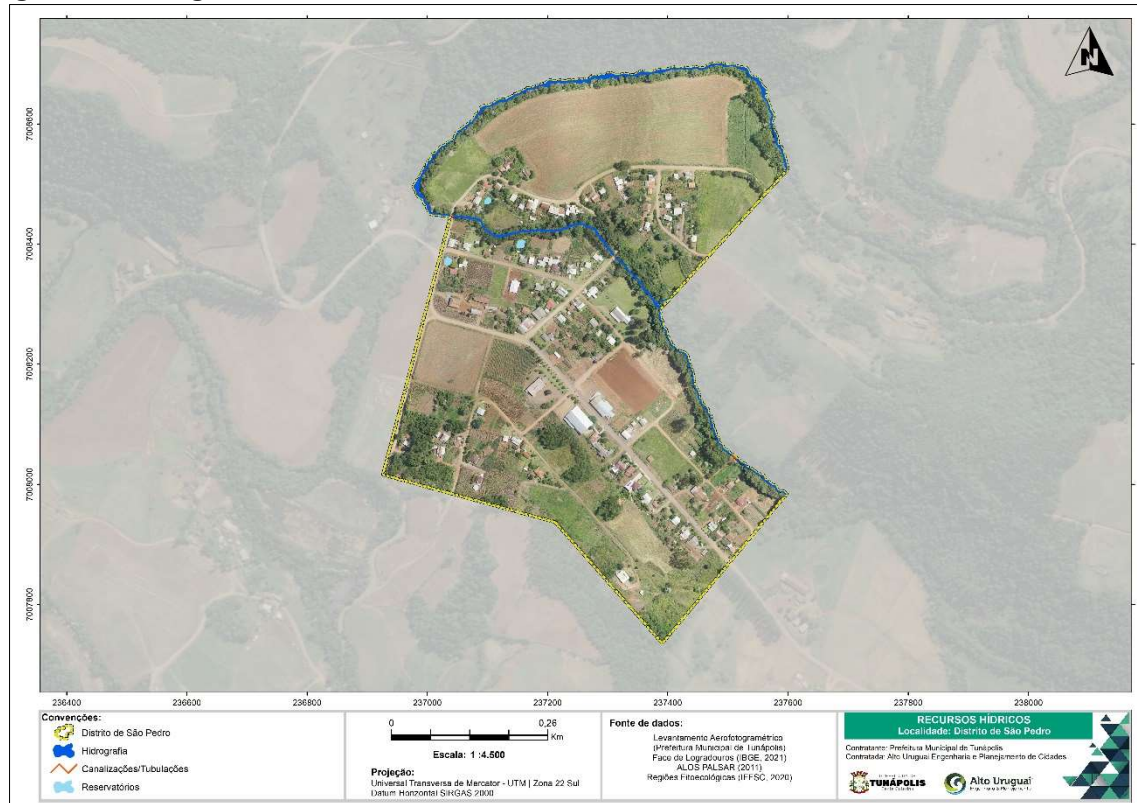 N
7008600
7008400
7008200
7008000
7007800
236400
236600
236800
237000
237200
237400
237600
237800
238000
Convenções:
Distrito de São Pedro
Hidrografia
Canalizações/Tubulações
Reservatórios
0
0,26
Km
Escala: 1 :4.500
Projeção:
Universal Transversa de Mercator - UTM | Zona 22 Sul
Datum Horizontal SIRGAS 2000
Fonte de dados:
Levantamento Aerofotogramétrico
(Prefeitura Municipal de Tunápolis)
Face de Logradouros (IBGE, 2021)
ALOS PALSAR (2011)
Regiões Fitoecológicas (IFFSC, 2020)
RECURSOS HÍDRICOS
Localidade: Distrito de São Pedro
Contratante: Prefeitura Municipal de Tunápolis
Contratada: Alto Uruguai Engenharia e Planejamento de Cidades
TUNÁPOLIS
Alto Uruguai